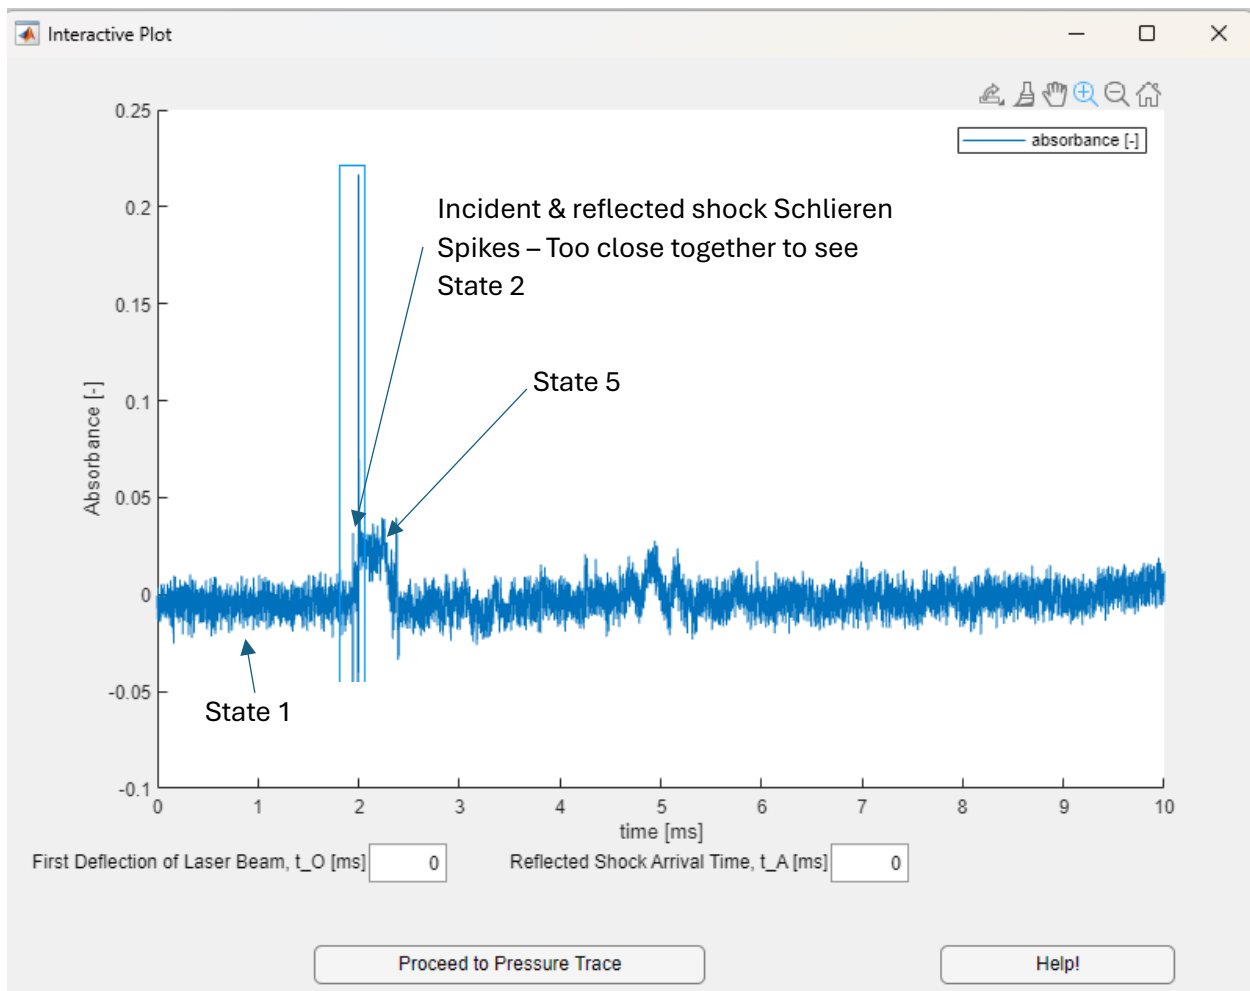 Interactive Plot
0.25
absorbance [-]
0.2
Incident & reflected shock Schlieren
Spikes – Too close together to see
State 2
0.15
State 5
0.1
Absorbance [-]
0.05
0
-0.05
State 1
-0.1
0 1 2 3 4 5 6 7 8 9 10
time [ms]
First Deflection of Laser Beam, t_O [ms] 0 Reflected Shock Arrival Time, t_A [ms] 0
Proceed to Pressure Trace Help!